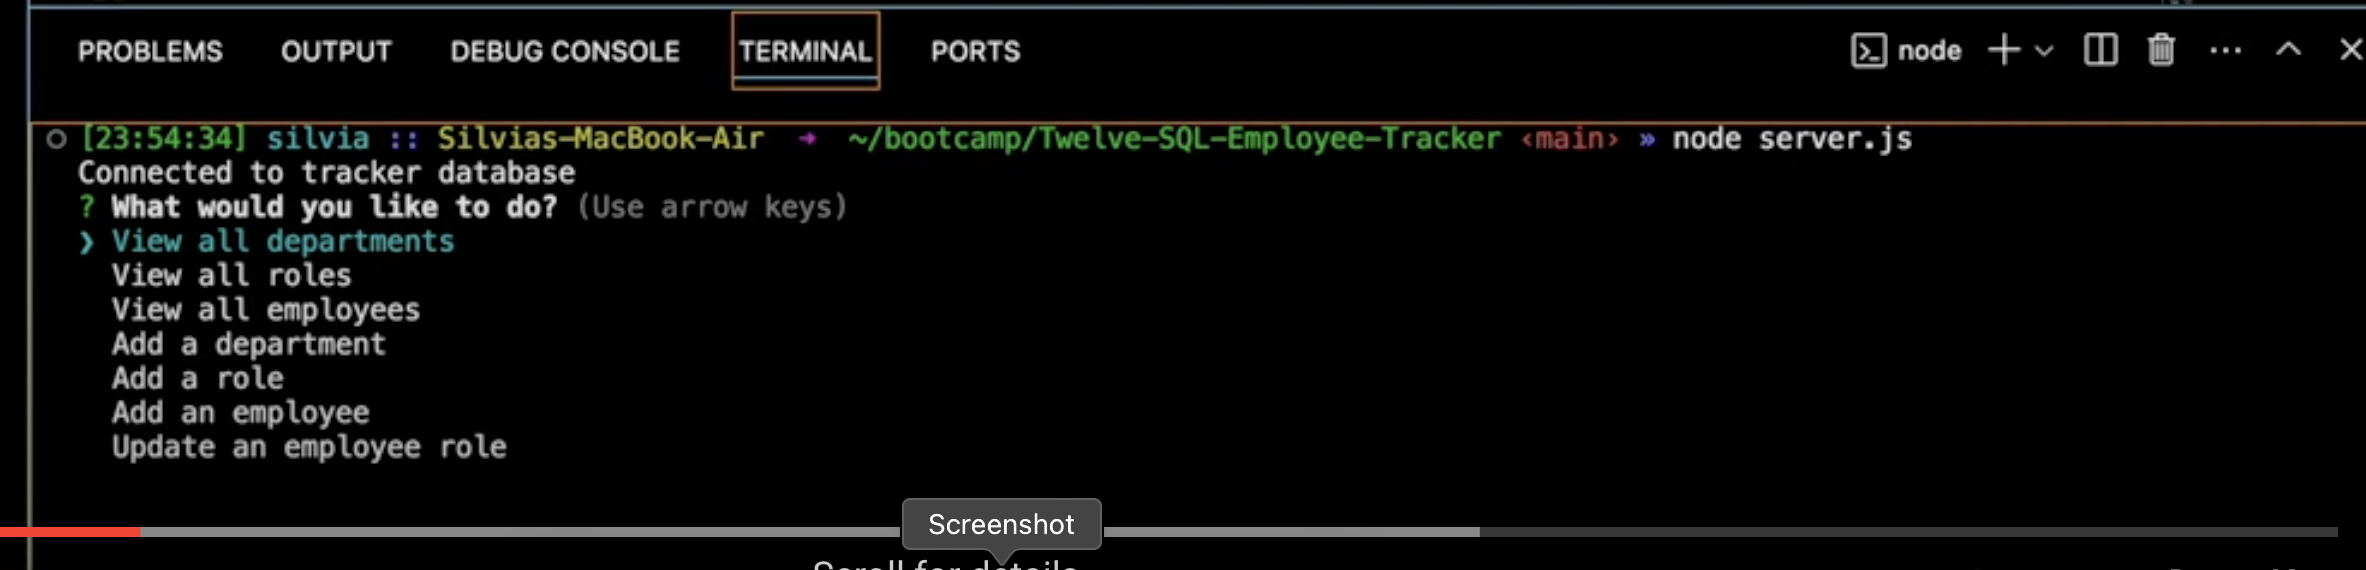 PROBLEMS OUTPUT DEBUG CONSOLE TERMINAL PORTS node
[23:54:34] silvia :: Silvias-MacBook-Air → ~/bootcamp/Twelve-SQL-Employee-Tracker ‹main› » node server.js
Connected to tracker database
? What would you like to do? (Use arrow keys)
❯ View all departments
View all roles
View all employees
Add a department
Add a role
Add an employee
Update an employee role
Screenshot
Scroll for details